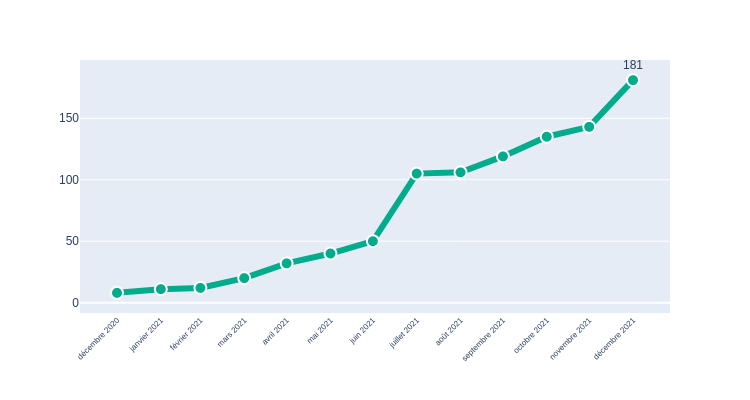 181
150
100
50
0
décembre 2020
janvier 2021
février 2021
mars 2021
avril 2021
mai 2021
juin 2021
juillet 2021
août 2021
septembre 2021
octobre 2021
novembre 2021
décembre 2021